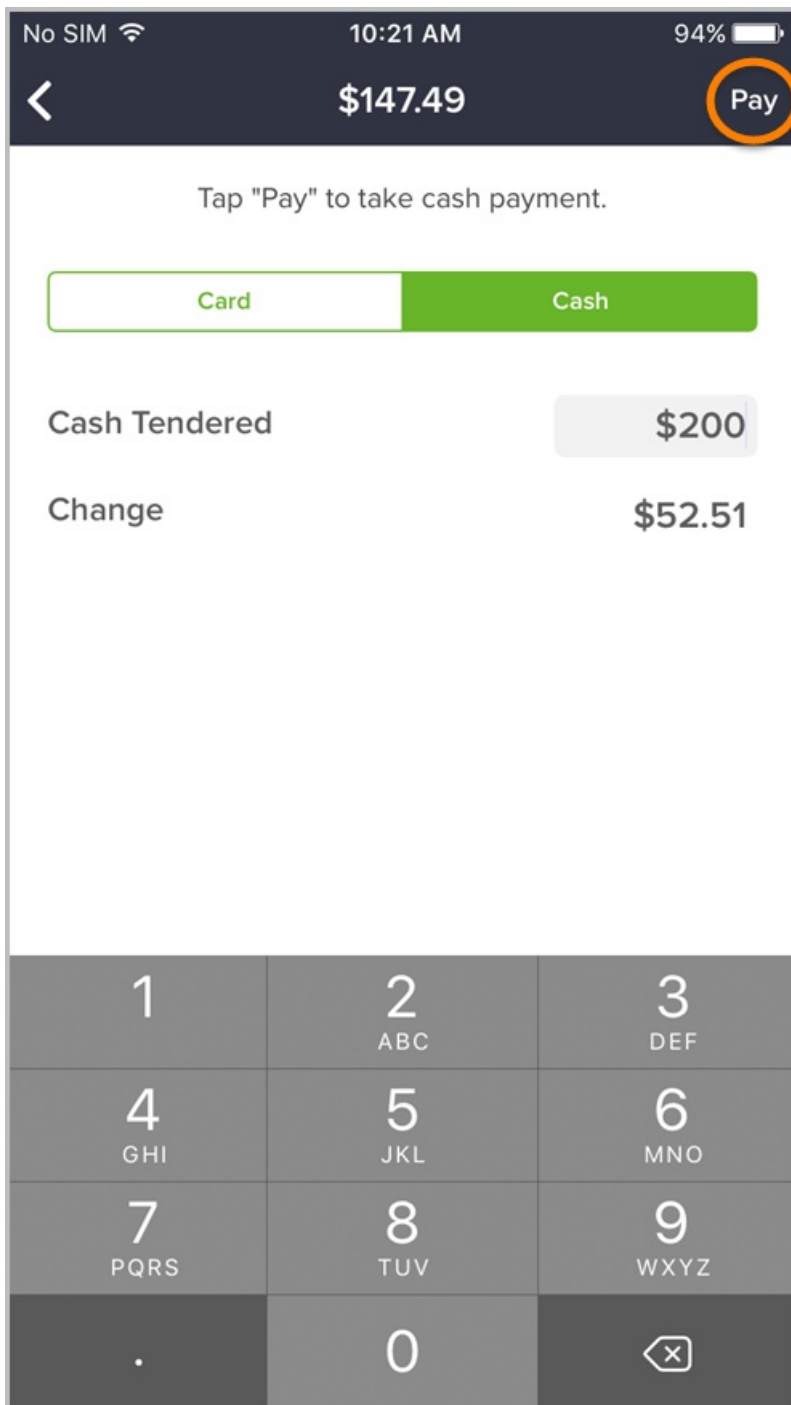 No SIM 10:21 AM 94%
$147.49 Pay
Tap "Pay" to take cash payment.
Card Cash
Cash Tendered $200
Change $52.51
1 2 3
ABC DEF
4 5 6
GHI JKL MNO
7 8 9
PQRS TUV WXYZ
. 0